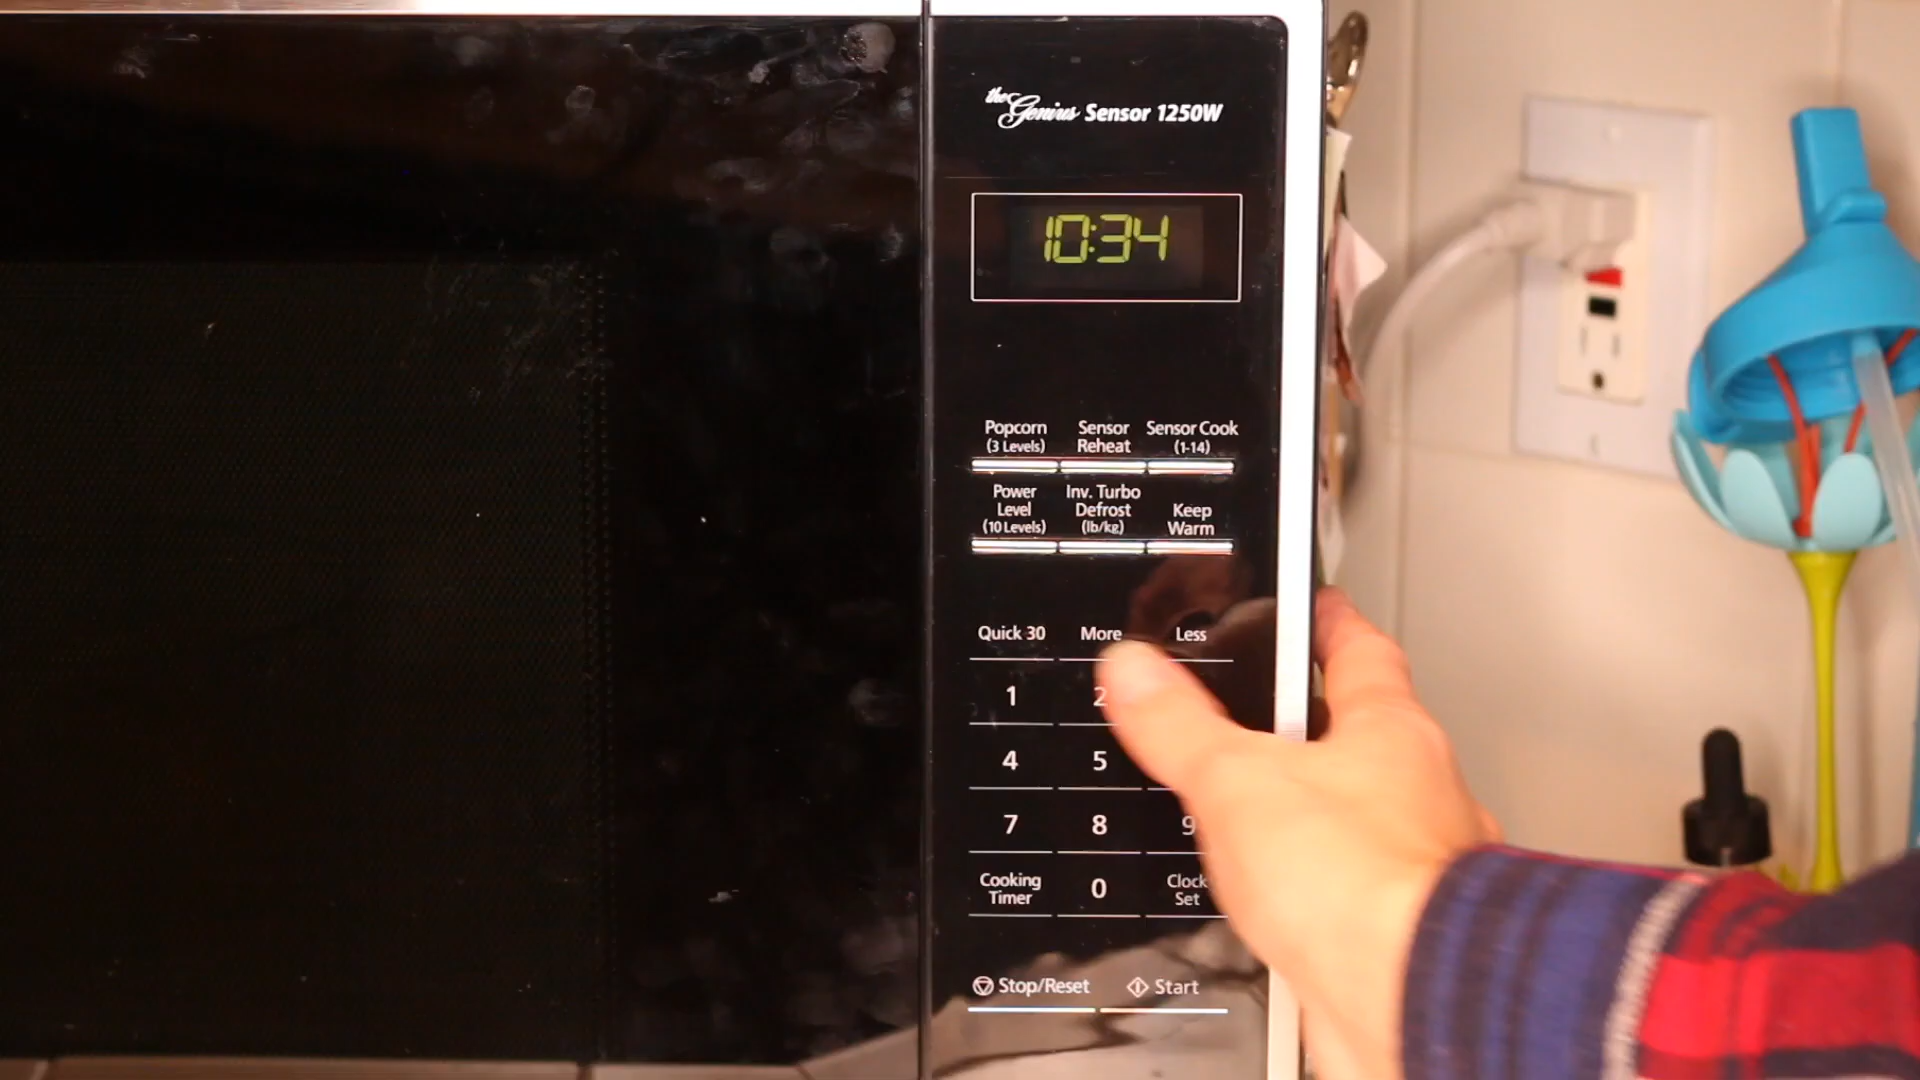 the Genius Sensor 1250W
10:34
Popcorn
(3 Levels)
Sensor
Reheat
Sensor Cook
(1-14)
Power
Level
(10 Levels)
Inv. Turbo
Defrost
(lb/kg)
Keep
Warm
Quick 30
More
Less
1
2
4
5
7
8
9
Cooking
Timer
0
Clock
Set
Stop/Reset
Start